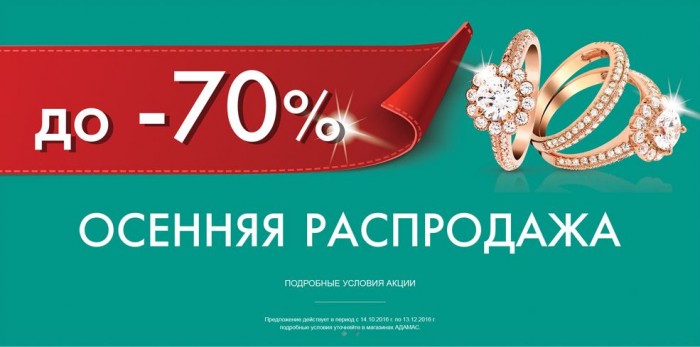 до -70%
ОСЕННЯЯ РАСПРОДАЖА
ПОДРОБНЫЕ УСЛОВИЯ АКЦИИ
Предложение действует в период с 14.10.2016 г. по 13.12.2016 г.
подробные условия уточняйте в магазинах АДАМАС.